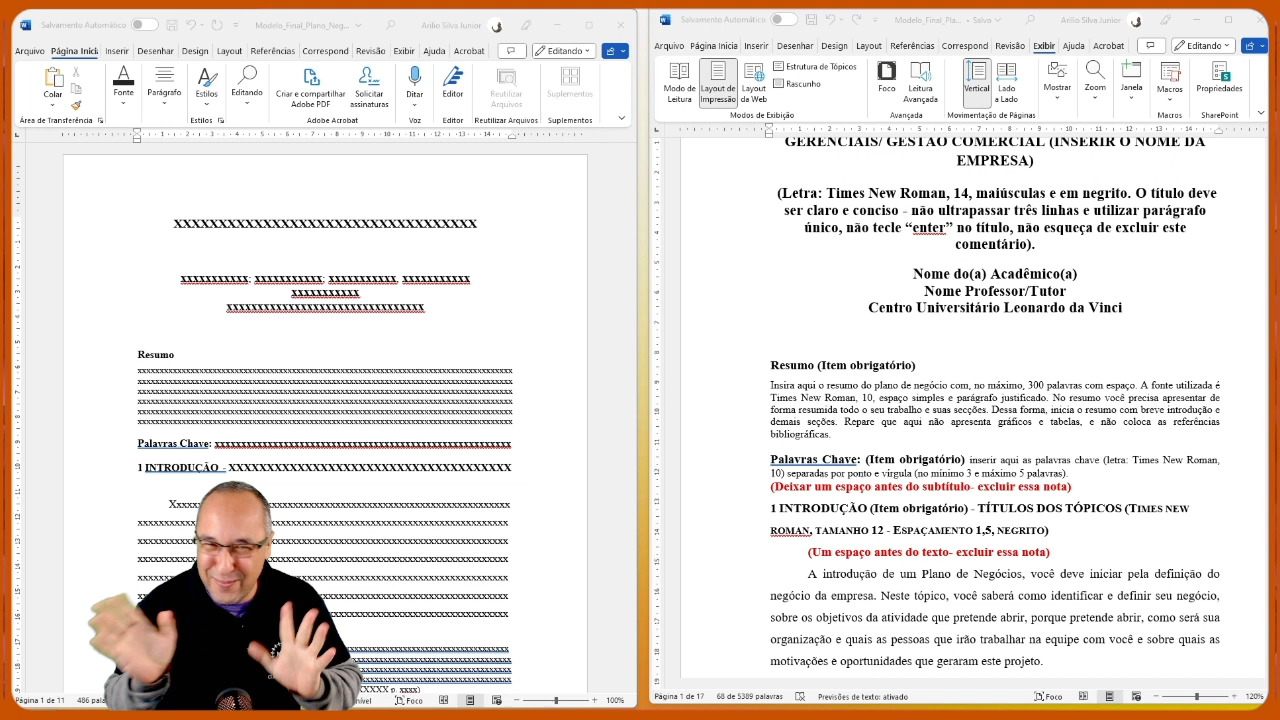 Salvamento Automático
Modelo_Final_Plano_Neg...
Arilio Silva Junior
Arquivo Página Inicial Inserir Desenhar Design Layout Referências Correspond Revisão Exibir Ajuda Acrobat
Editando
Colar
Fonte
Parágrafo
Estilos
Editando
Criar e compartilhar Adobe PDF
Solicitar assinaturas
Ditar
Editor
Reutilizar Arquivos
Suplementos
Área de Transferência Estilos Adobe Acrobat Voz Editor Reutilizar Arquivos Suplementos
Resumo
Palavras Chave:
1 INTRODUÇÃO -
Página 1 de 11
Foco
100%
Salvamento Automático
Modelo_Final_Pla... • Salvo
Arilio Silva Junior
Arquivo Página Inicial Inserir Desenhar Design Layout Referências Correspond Revisão Exibir Ajuda Acrobat
Editando
Modo de Leitura
Layout de Impressão
Layout da Web
Estrutura de Tópicos
Rascunho
Foco
Leitura Avançada
Vertical
Lado a Lado
Mostrar
Zoom
Janela
Macros
Propriedades
Modos de Exibição Avançada Movimentação de Páginas Macros SharePoint
GERENCIAIS/ GESTÃO COMERCIAL (INSERIR O NOME DA
EMPRESA)
(Letra: Times New Roman, 14, maiúsculas e em negrito. O título deve
ser claro e conciso - não ultrapassar três linhas e utilizar parágrafo
único, não tecle “enter” no título, não esqueça de excluir este
comentário).
Nome do(a) Acadêmico(a)
Nome Professor/Tutor
Centro Universitário Leonardo da Vinci
Resumo (Item obrigatório)
Insira aqui o resumo do plano de negócio com, no máximo, 300 palavras com espaço. A fonte utilizada é
Times New Roman, 10, espaço simples e parágrafo justificado. No resumo você precisa apresentar de
forma resumida todo o seu trabalho e suas secções. Dessa forma, inicia o resumo com breve introdução e
demais seções. Repare que aqui não apresenta gráficos e tabelas, e não coloca as referências
bibliográficas.
Palavras Chave: (Item obrigatório) inserir aqui as palavras chave (letra: Times New Roman,
10) separadas por ponto e vírgula (no mínimo 3 e máximo 5 palavras).
(Deixar um espaço antes do subtítulo- excluir essa nota)
1 INTRODUÇÃO (Item obrigatório) - TÍTULOS DOS TÓPICOS (TIMES NEW
ROMAN, TAMANHO 12 - ESPAÇAMENTO 1,5, NEGRITO)
(Um espaço antes do texto- excluir essa nota)
A introdução de um Plano de Negócios, você deve iniciar pela definição do
negócio da empresa. Neste tópico, você saberá como identificar e definir seu negócio,
sobre os objetivos da atividade que pretende abrir, porque pretende abrir, como será sua
organização e quais as pessoas que irão trabalhar na equipe com você e sobre quais as
motivações e oportunidades que geraram este projeto.
Página 1 de 17 68 de 5389 palavras Previsões de texto: ativado Foco 120%